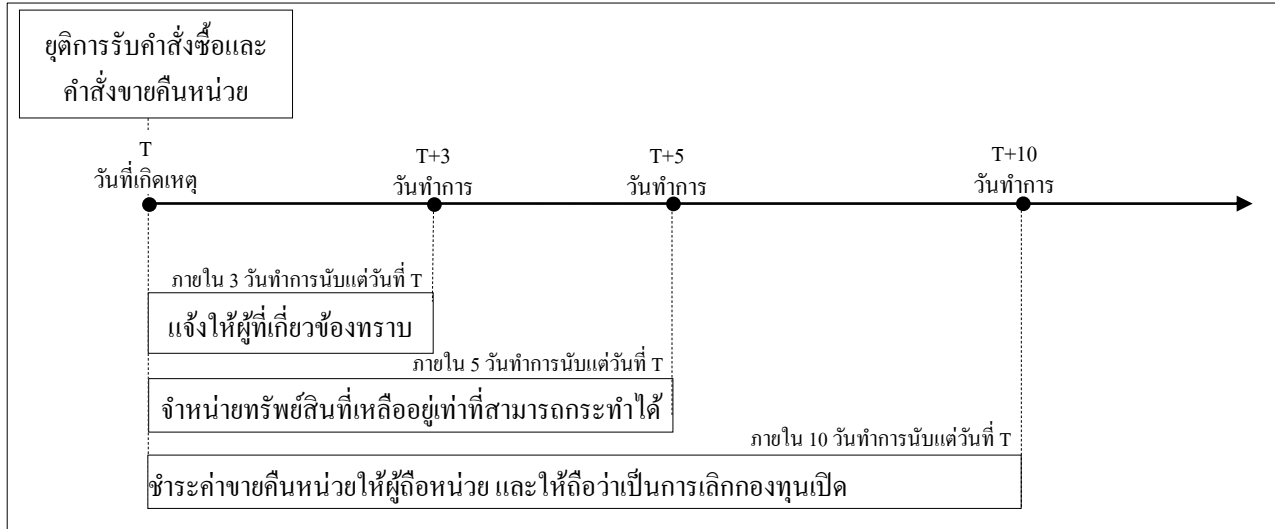 ยุติการรับคำสั่งซื้อและ
คำสั่งขายคืนหน่วย
T
วันที่เกิดเหตุ
T+3
วันทำการ
T+5
วันทำการ
T+10
วันทำการ
ภายใน 3 วันทำการนับแต่วันที่ T
แจ้งให้ผู้ที่เกี่ยวข้องทราบ
ภายใน 5 วันทำการนับแต่วันที่ T
จำหน่ายทรัพย์สินที่เหลืออยู่เท่าที่สามารถกระทำได้
ภายใน 10 วันทำการนับแต่วันที่ T
ชำระค่าขายคืนหน่วยให้ผู้ถือหน่วย และให้ถือว่าเป็นการเลิกกองทุนเปิด